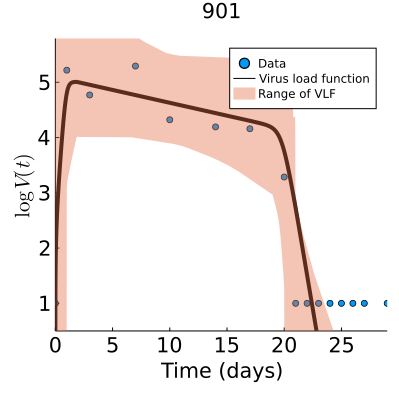 901
Data
Virus load function
Range of VLF
log V(t)
5
4
3
2
1
0 5 10 15 20 25
Time (days)